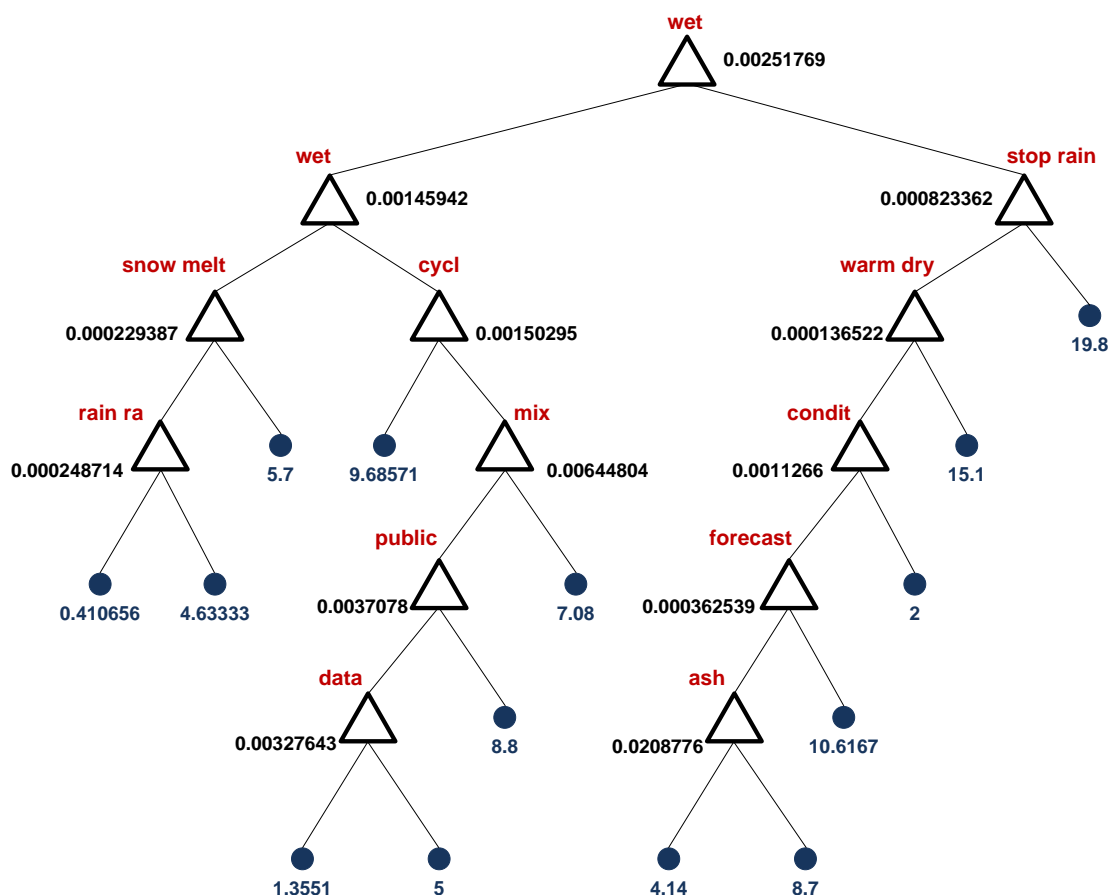 wet
0.00251769
wet
stop rain
0.00145942
0.000823362
snow melt
cycl
warm dry
0.000229387
0.00150295
0.000136522
19.8
rain ra
mix
condit
0.000248714
5.7
9.68571
0.00644804
0.0011266
15.1
public
forecast
0.410656
4.63333
0.0037078
7.08
0.000362539
2
data
ash
0.00327643
8.8
0.0208776
10.6167
1.3551
5
4.14
8.7